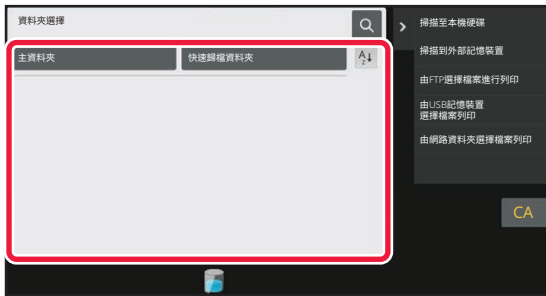 資料夾選擇
主資料夾
快速歸檔資料夾
A
Z
掃描至本機硬碟
掃描到外部記憶裝置
由FTP選擇檔案進行列印
由USB記憶裝置
選擇檔案列印
由網路資料夾選擇檔案列印
CA